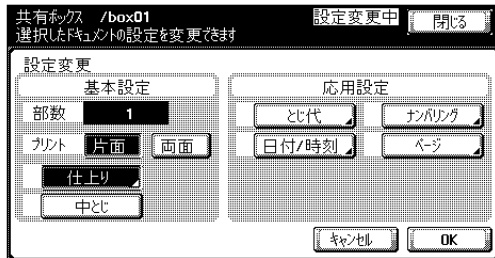 共有ボックス /box01 設定変更中 閉じる
選択したドキュメントの設定を変更できます
設定変更
基本設定 応用設定
部数 1 とじ代 ナンバリング
プリント 片面 両面 日付/時刻 ページ
仕上り
中とじ
キャンセル OK